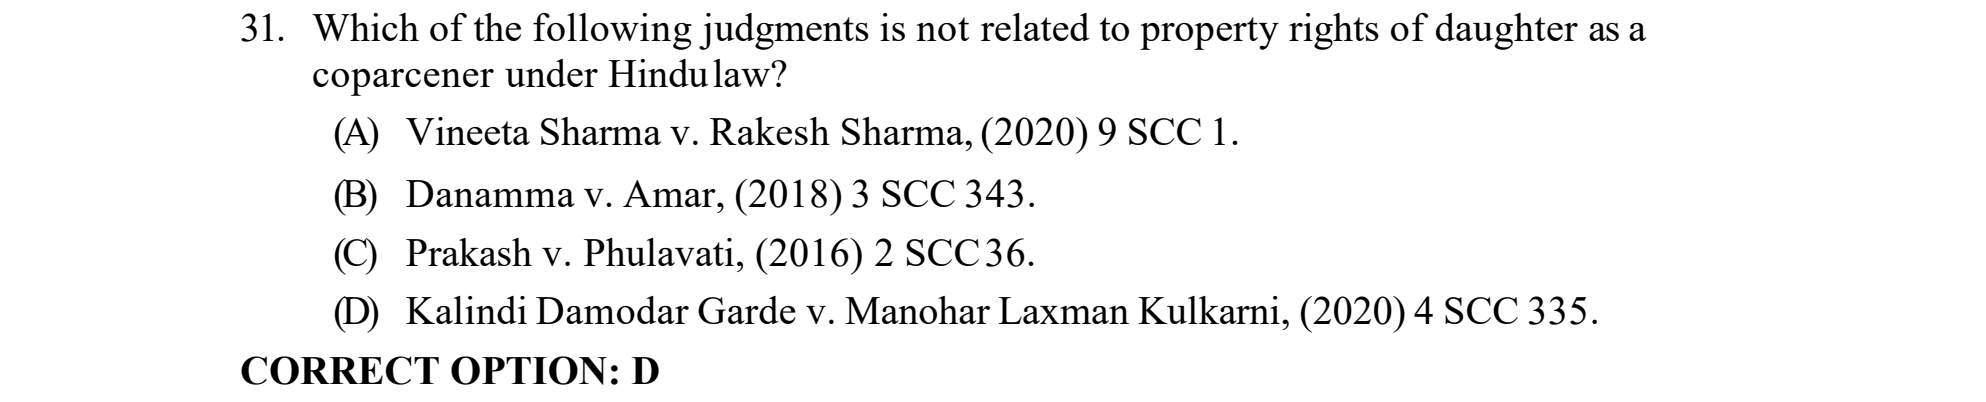 31. Which of the following judgments is not related to property rights of daughter as a
coparcener under Hindu law?
(A) Vineeta Sharma v. Rakesh Sharma, (2020) 9 SCC 1.
(B) Danamma v. Amar, (2018) 3 SCC 343.
(C) Prakash v. Phulavati, (2016) 2 SCC 36.
(D) Kalindi Damodar Garde v. Manohar Laxman Kulkarni, (2020) 4 SCC 335.
CORRECT OPTION: D